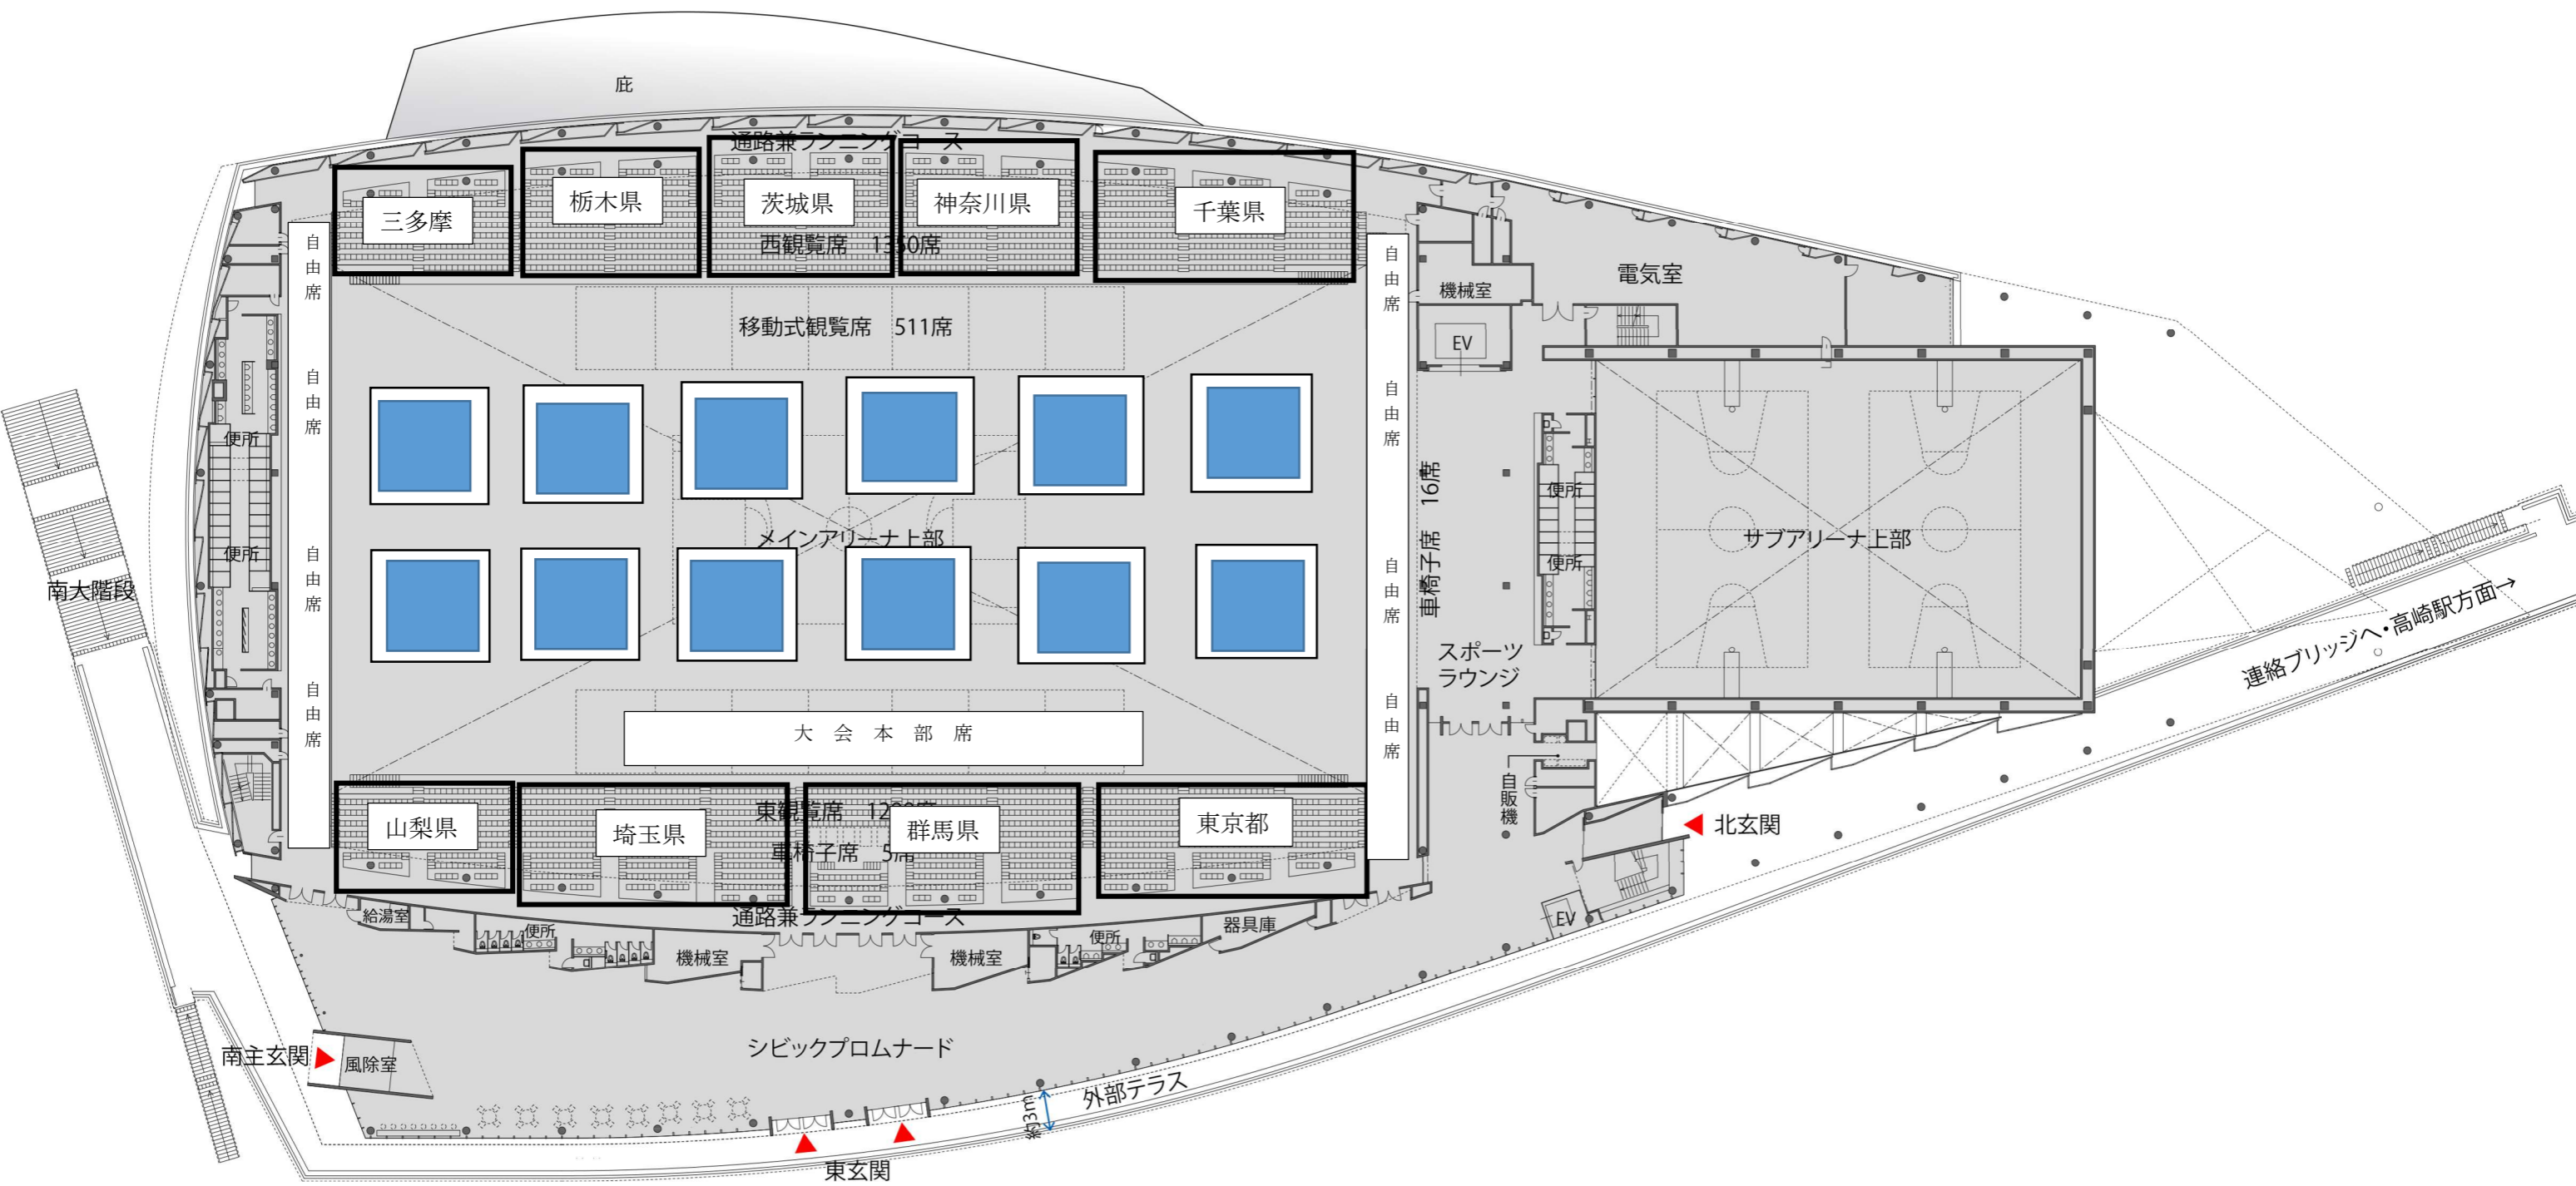 庇
通路兼ランニングコース
三多摩
栃木県
茨城県
神奈川県
千葉県
西観覧席 1350席
自由席
自由席
自由席
自由席
移動式観覧席 511席
メインアリーナ上部
大 会 本 部 席
自由席
自由席
自由席
自由席
機械室
電気室
EV
車椅子席 16席
便所
便所
サブアリーナ上部
スポーツ
ラウンジ
自販機
北玄関
EV
連絡ブリッジへ・高崎駅方面→
便所
便所
南大階段
山梨県
埼玉県
群馬県
東京都
東観覧席
車椅子席 5席
通路兼ランニングコース
給湯室
便所
機械室
機械室
便所
器具庫
シビックプロムナード
南主玄関
風除室
外部テラス
約3m
東玄関